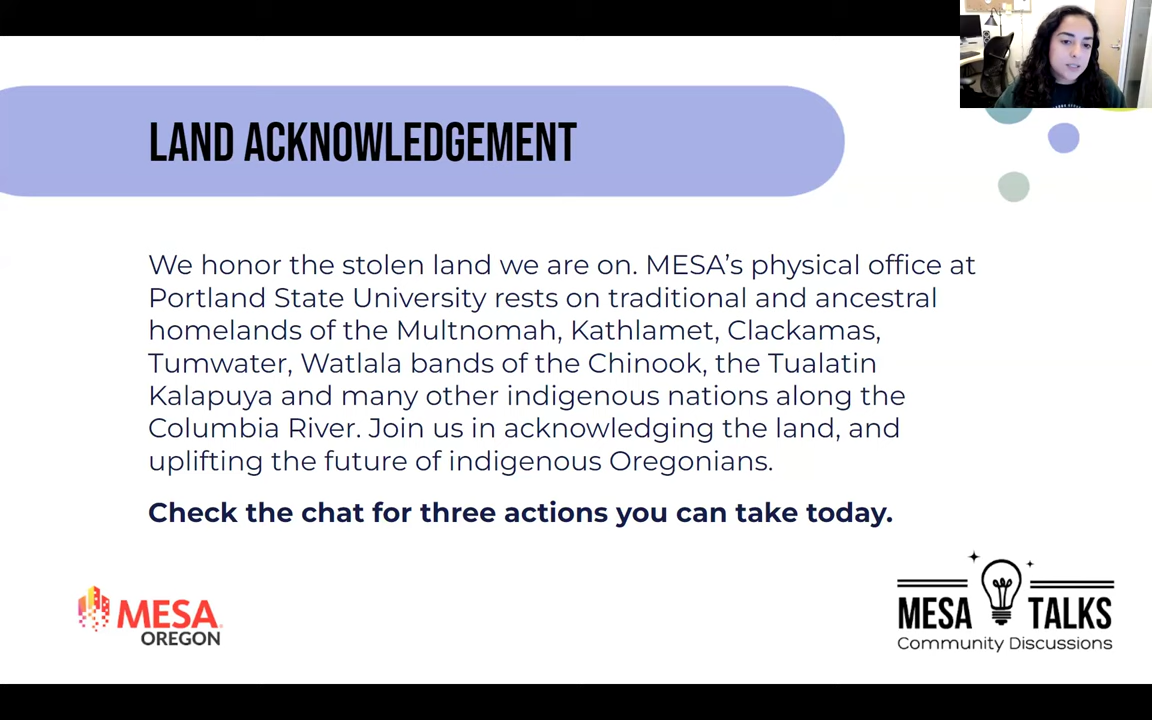 LAND ACKNOWLEDGEMENT
We honor the stolen land we are on. MESA’s physical office at
Portland State University rests on traditional and ancestral
homelands of the Multnomah, Kathlamet, Clackamas,
Tumwater, Watlala bands of the Chinook, the Tualatin
Kalapuya and many other indigenous nations along the
Columbia River. Join us in acknowledging the land, and
uplifting the future of indigenous Oregonians.
Check the chat for three actions you can take today.
MESA
OREGON
MESA TALKS
Community Discussions